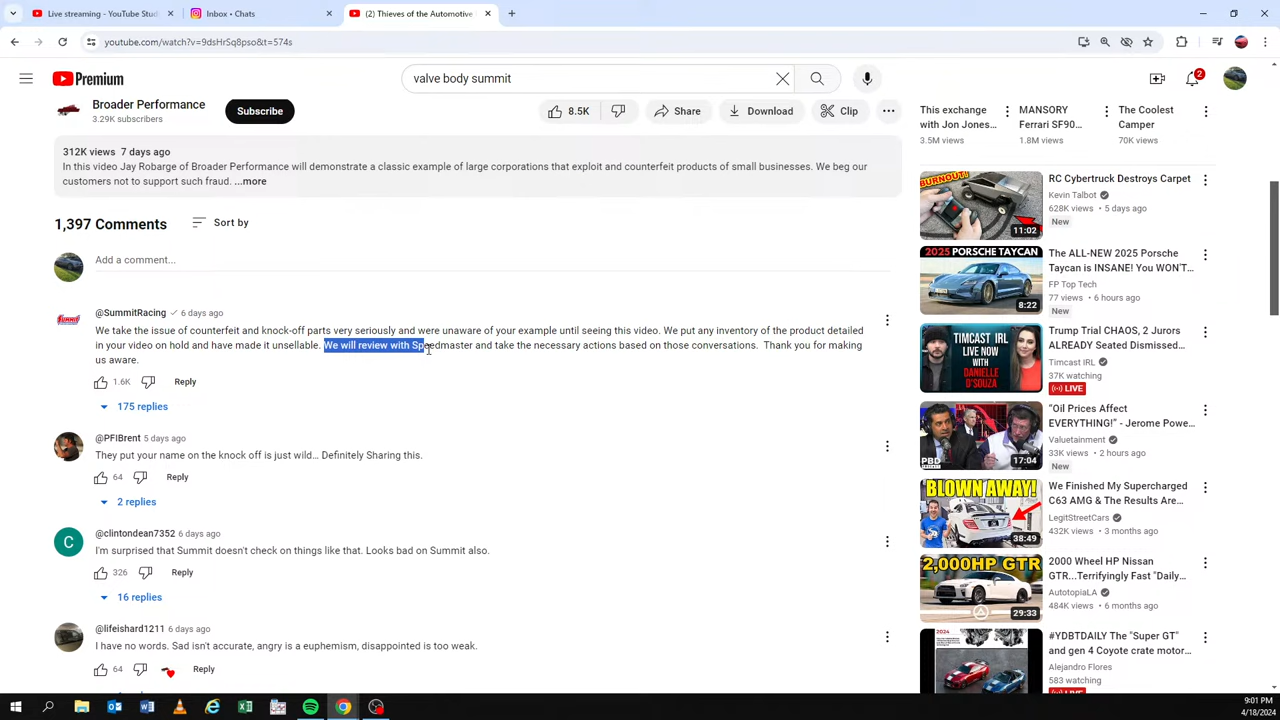 Live streaming - YouTube Stud
Inbox • Chats
(2) Thieves of the Automotive
youtube.com/watch?v=9dsHrSq8pso&t=574s
Premium
valve body summit
2
Broader Performance
3.29K subscribers
Subscribe
8.5K
Share
Download
Clip
312K views 7 days ago
In this video Jay Robarge of Broader Performance will demonstrate a classic example of large corporations that exploit and counterfeit products of small businesses. We beg our
customers not to support such fraud. ...more
1,397 Comments
Sort by
Add a comment...
@SummitRacing 6 days ago
We take the issue of counterfeit and knock-off parts very seriously and were unaware of your example until seeing this video. We put any inventory of the product detailed
in your video on hold and have made it unsellable. We will review with Speedmaster and take the necessary actions based on those conversations. Thank you for making
us aware.
1.6K
Reply
175 replies
@PFIBrent 5 days ago
They put your name on the knock off is just wild... Definitely Sharing this.
64
Reply
2 replies
C
@clintondean7352 6 days ago
I'm surprised that Summit doesn't check on things like that. Looks bad on Summit also.
326
Reply
16 replies
@lifeishard1211 6 days ago
I have no words. Sad isn't accurate, angry is a euphemism, disappointed is too weak.
64
Reply
This exchange
with Jon Jones...
3.5M views
MANSORY
Ferrari SF90...
1.8M views
The Coolest
Camper
70K views
BURNOUT!
11:02
RC Cybertruck Destroys Carpet
Kevin Talbot
628K views • 5 days ago
New
2025 PORSCHE TAYCAN
8:22
The ALL-NEW 2025 Porsche
Taycan is INSANE! You WON'T...
FP Top Tech
77 views • 6 hours ago
New
TIMCAST IRL
LIVE NOW
WITH
DANIELLE
D'SOUZA
Trump Trial CHAOS, 2 Jurors
ALREADY Seated Dismissed...
Timcast IRL
37K watching
LIVE
PBD
17:04
"Oil Prices Affect
EVERYTHING!" - Jerome Powe...
Valuetainment
33K views • 2 hours ago
New
BLOWN AWAY!
38:49
We Finished My Supercharged
C63 AMG & The Results Are...
LegitStreetCars
432K views • 3 months ago
2,000HP GTR
29:33
2000 Wheel HP Nissan
GTR...Terrifyingly Fast "Daily...
AutotopiaLA
484K views • 6 months ago
#YDBTDAILY The "Super GT"
and gen 4 Coyote crate motor...
Alejandro Flores
583 watching
LIVE
9:01 PM
4/18/2024